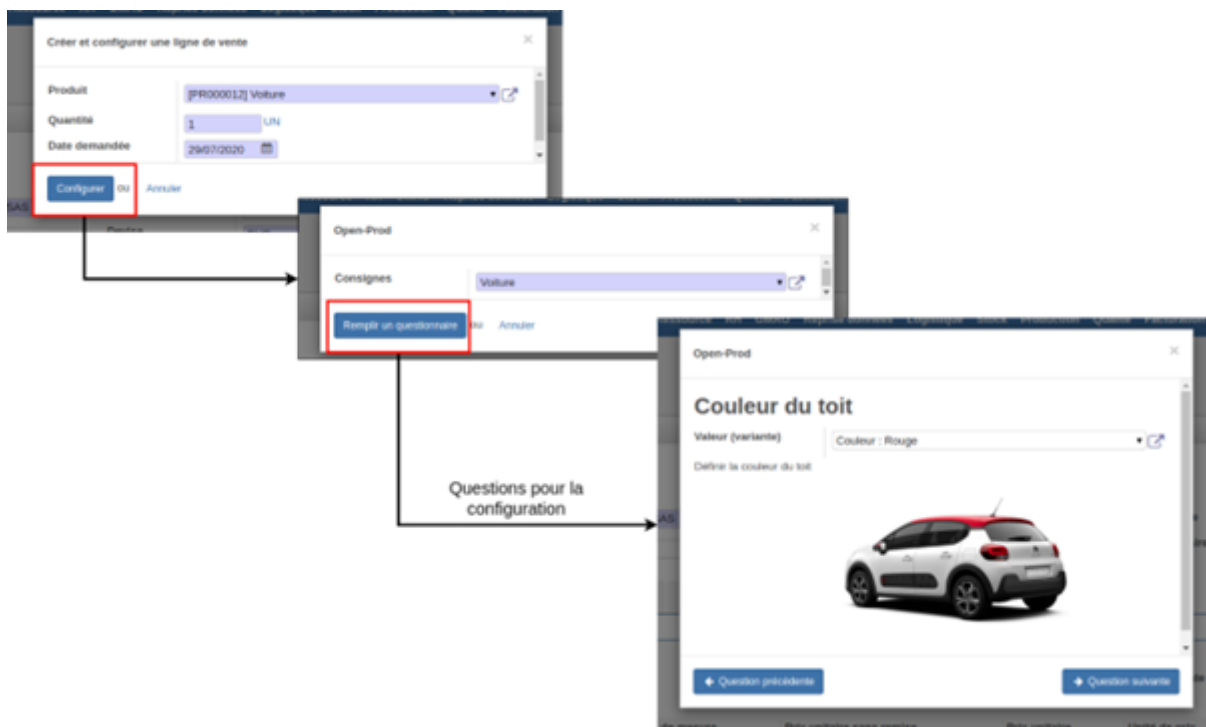 Créer et configurer une ligne de vente
Produit
[PR000012] Voiture
Quantité
1 UN
Date demandée
29/07/2020
Configurer ou Annuler
Open-Prod
Consignes
Voiture
Remplir un questionnaire ou Annuler
Questions pour la
configuration
Open-Prod
Couleur du toit
Valeur (variante)
Couleur : Rouge
Définir la couleur du toit
Question précédente
Question suivante